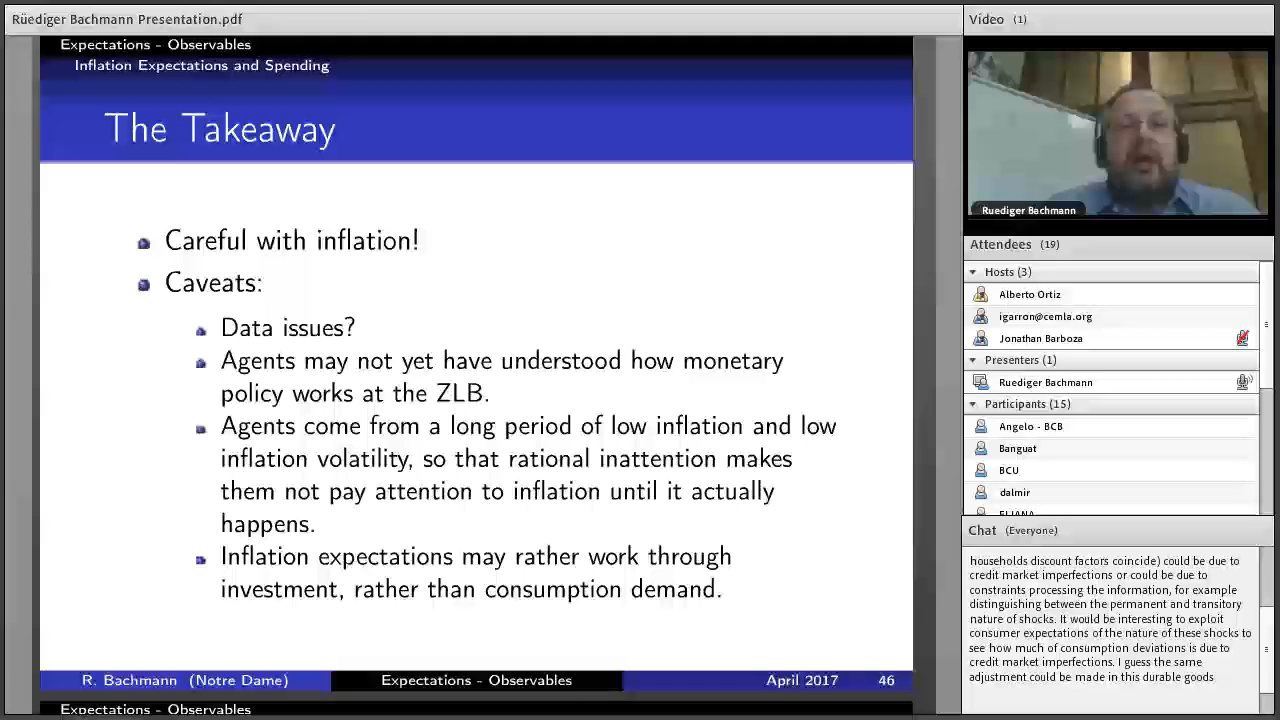 Rüediger Bachmann Presentation.pdf
Expectations - Observables
Inflation Expectations and Spending
The Takeaway
Careful with inflation!
Caveats:
Data issues?
Agents may not yet have understood how monetary
policy works at the ZLB.
Agents come from a long period of low inflation and low
inflation volatility, so that rational inattention makes
them not pay attention to inflation until it actually
happens.
Inflation expectations may rather work through
investment, rather than consumption demand.
R. Bachmann (Notre Dame)
Expectations - Observables
April 2017
46
Expectations - Observables
Video (1)
Ruediger Bachmann
Attendees (19)
Hosts (3)
Alberto Ortiz
igarron@cemla.org
Jonathan Barboza
Presenters (1)
Ruediger Bachmann
Participants (15)
Angelo - BCB
Banguat
BCU
dalmir
Chat (Everyone)
households discount factors coincide) could be due to
credit market imperfections or could be due to
constraints processing the information, for example
distinguishing between the permanent and transitory
nature of shocks. It would be interesting to exploit
consumer expectations of the nature of these shocks to
see how much of consumption deviations is due to
credit market imperfections. I guess the same
adjustment could be made in this durable goods